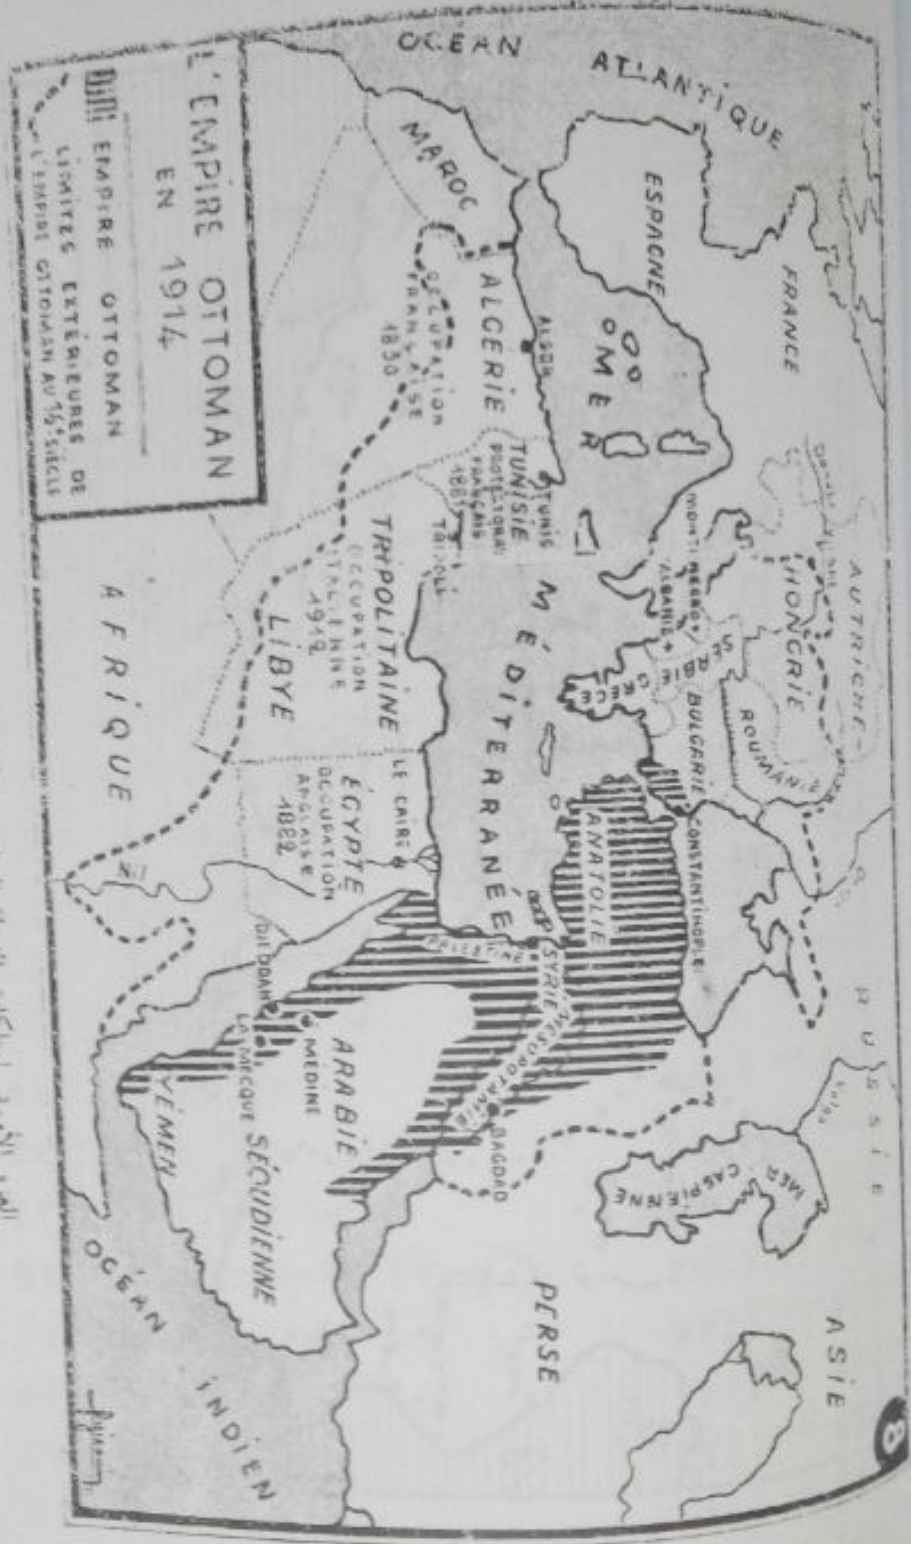 8
OCÉAN
ATLANTIQUE
ESPAGNE
FRANCE
MAROC
ALGÉRIE
ALGER
OCCUPATION
FRANÇAISE
1830
TUNISIE
PROTECTORAT
FRANÇAIS
1881
TUNIS
TRIPOLI
MER
MÉDITERRANÉE
TRIPOLITAINE
OCCUPATION
ITALIENNE
1912
LIBYE
AFRIQUE
AUTRICHE-
HONGRIE
MONTÉNÉGRO
ALBANIE
SERBIE
GRECE
BULGARIE
ROUMANIE
CONSTANTINOPLE
ANATOLIE
RUSSIE
ASIE
MER CASPIENNE
PERSE
SYRIE
MÉSOPOTAMIE
BAGDAD
PALESTINE
LE CAIRE
ÉGYPTE
OCCUPATION
ANGLAISE
1882
Nil
DJEDDAH
LA MECQUE
MÉDINE
ARABIE
SÉOUDIENNE
YÉMEN
OCÉAN
INDIEN
L'EMPIRE OTTOMAN
EN 1914
EMPIRE OTTOMAN
LIMITES EXTÉRIEURES DE
L'EMPIRE OTTOMAN AU 16e SIÈCLE